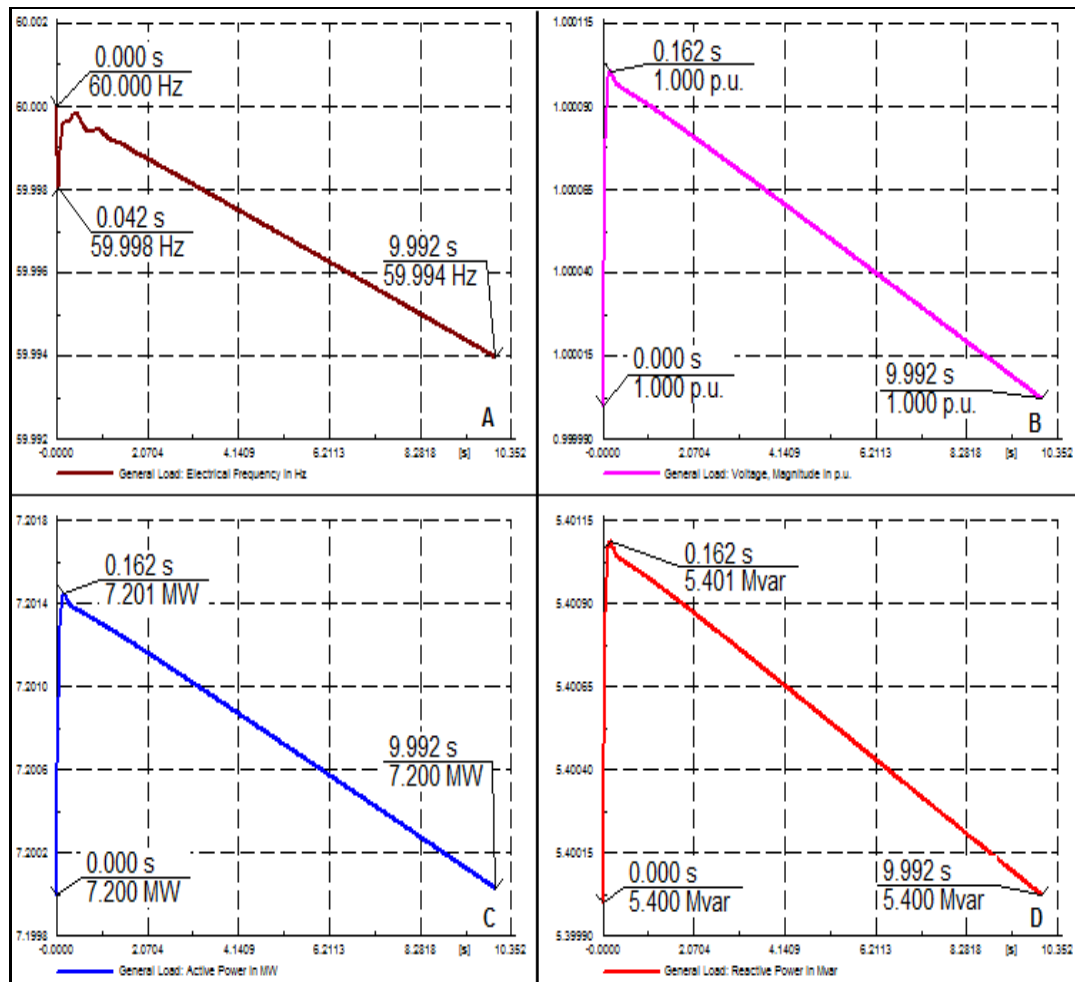 60.002
60.000
59.998
59.996
59.994
59.992
0.000 s
60.000 Hz
0.042 s
59.998 Hz
9.992 s
59.994 Hz
A
-0.0000 2.0704 4.1409 6.2113 8.2818 [s] 10.352
General Load: Electrical Frequency in Hz
1.000115
1.000090
1.000065
1.000040
1.000015
0.999990
0.162 s
1.000 p.u.
0.000 s
1.000 p.u.
9.992 s
1.000 p.u.
B
-0.0000 2.0704 4.1409 6.2113 8.2818 [s] 10.352
General Load: Voltage, Magnitude in p.u.
7.2018
7.2014
7.2010
7.2006
7.2002
7.1998
0.162 s
7.201 MW
9.992 s
7.200 MW
0.000 s
7.200 MW
C
-0.0000 2.0704 4.1409 6.2113 8.2818 [s] 10.352
General Load: Active Power in MW
5.40115
5.40090
5.40065
5.40040
5.40015
5.39990
0.162 s
5.401 Mvar
0.000 s
5.400 Mvar
9.992 s
5.400 Mvar
D
-0.0000 2.0704 4.1409 6.2113 8.2818 [s] 10.352
General Load: Reactive Power in Mvar